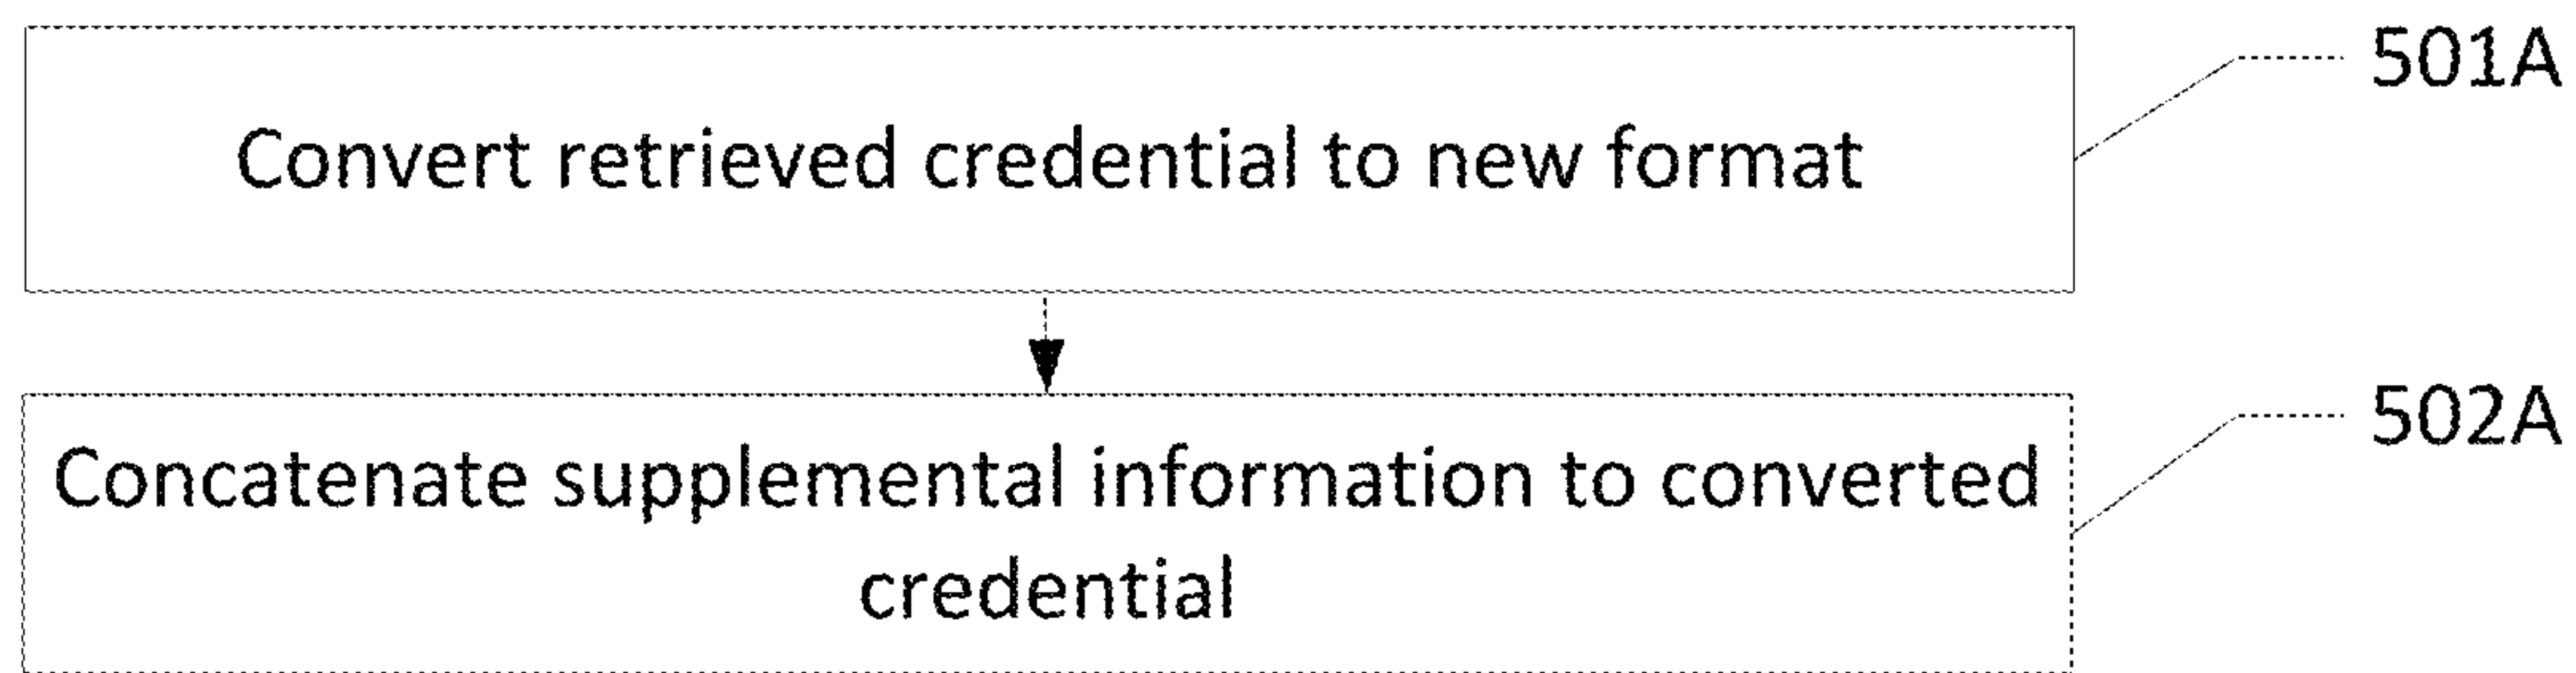 501A
Convert retrieved credential to new format
502A
Concatenate supplemental information to converted
credential